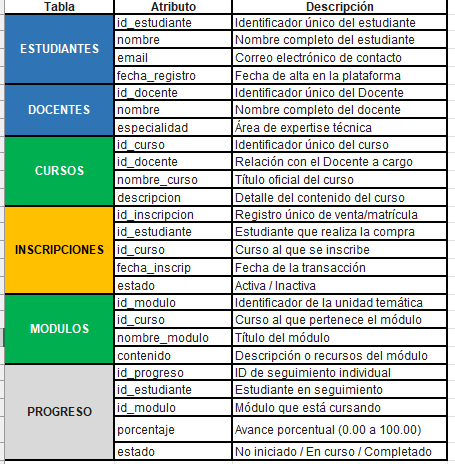 Tabla Atributo Descripción
ESTUDIANTES
id_estudiante Identificador único del estudiante
nombre Nombre completo del estudiante
email Correo electrónico de contacto
fecha_registro Fecha de alta en la plataforma
DOCENTES
id_docente Identificador único del Docente
nombre Nombre completo del docente
especialidad Área de expertise técnica
CURSOS
id_curso Identificador único del curso
id_docente Relación con el Docente a cargo
nombre_curso Título oficial del curso
descripcion Detalle del contenido del curso
INSCRIPCIONES
id_inscripcion Registro único de venta/matrícula
id_estudiante Estudiante que realiza la compra
id_curso Curso al que se inscribe
fecha_inscrip Fecha de la transacción
estado Activa / Inactiva
MODULOS
id_modulo Identificador de la unidad temática
id_curso Curso al que pertenece el módulo
nombre_modulo Título del módulo
contenido Descripción o recursos del módulo
PROGRESO
id_progreso ID de seguimiento individual
id_estudiante Estudiante en seguimiento
id_modulo Módulo que está cursando
porcentaje Avance porcentual (0.00 a 100.00)
estado No iniciado / En curso / Completado